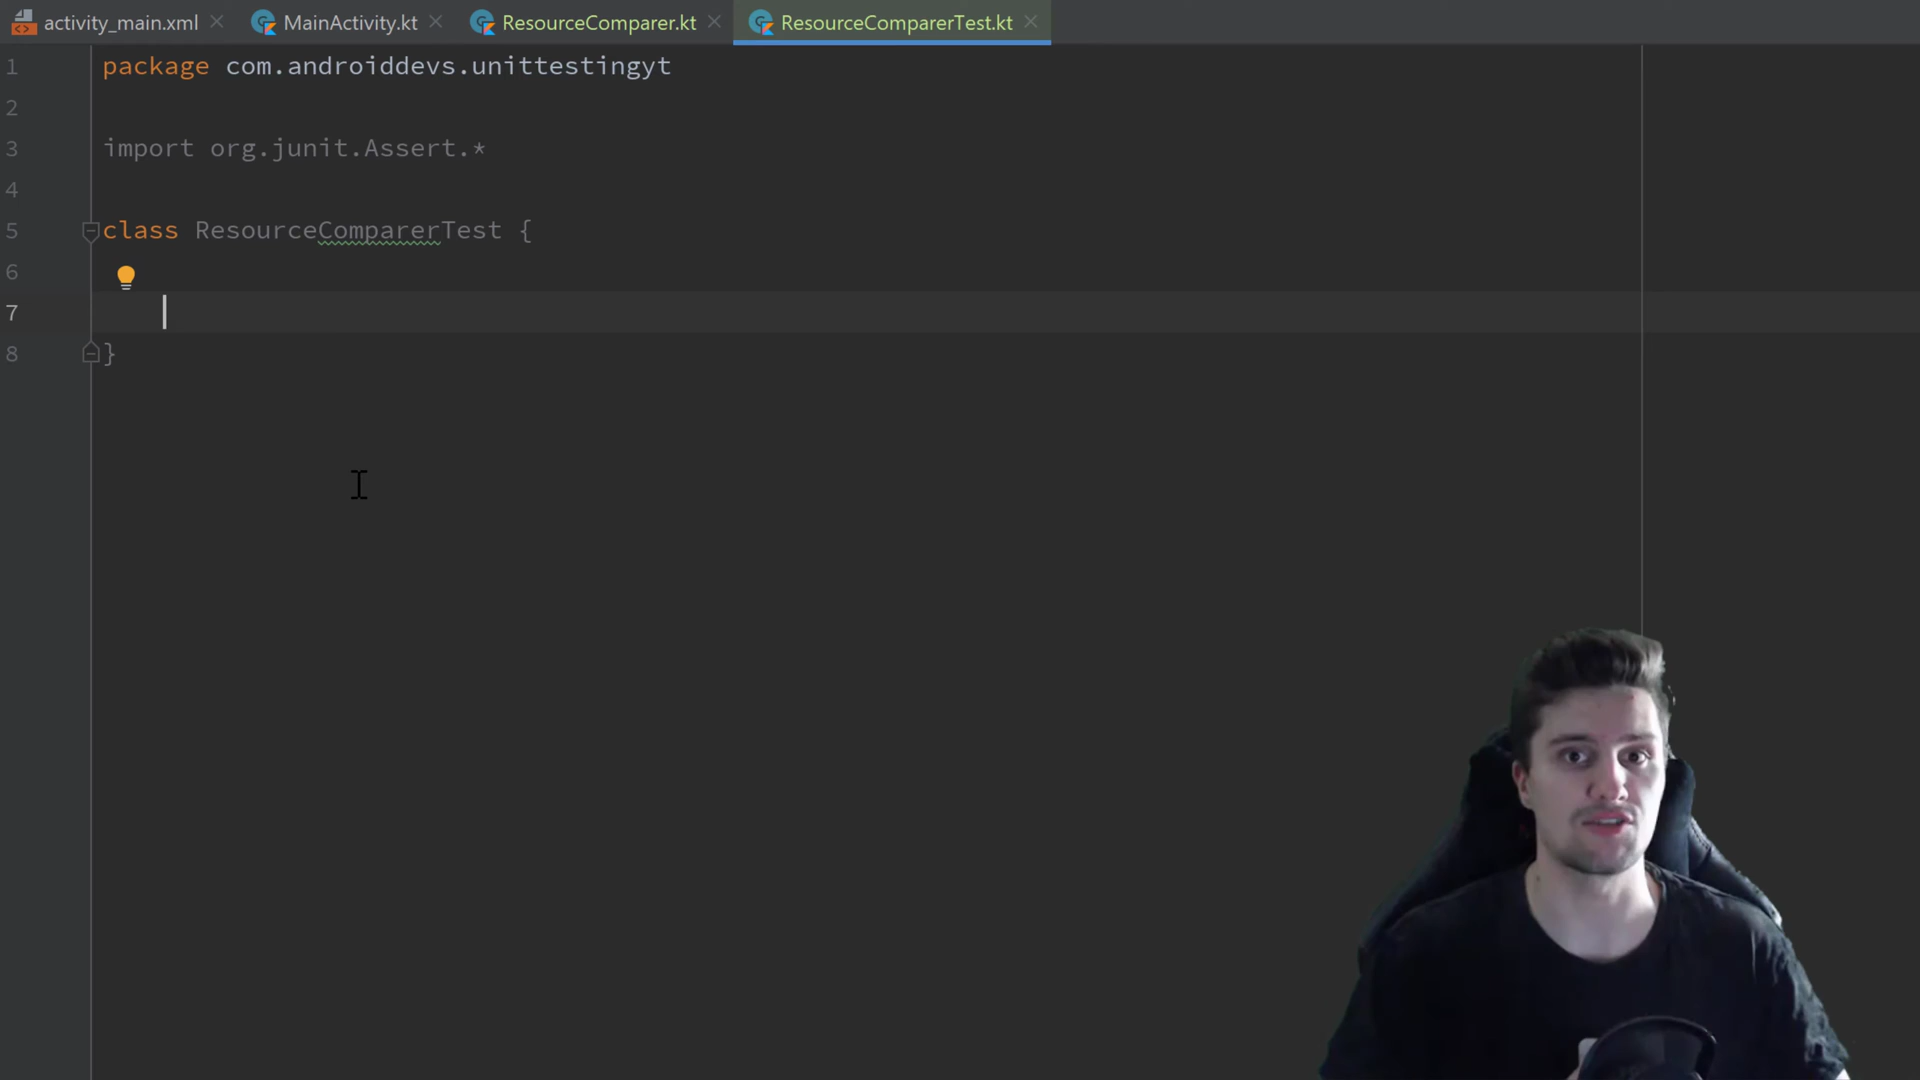 activity_main.xml MainActivity.kt ResourceComparer.kt ResourceComparerTest.kt
1 package com.androiddevs.unittestingyt
2
3 import org.junit.Assert.*
4
5 class ResourceComparerTest {
6
7
8 }